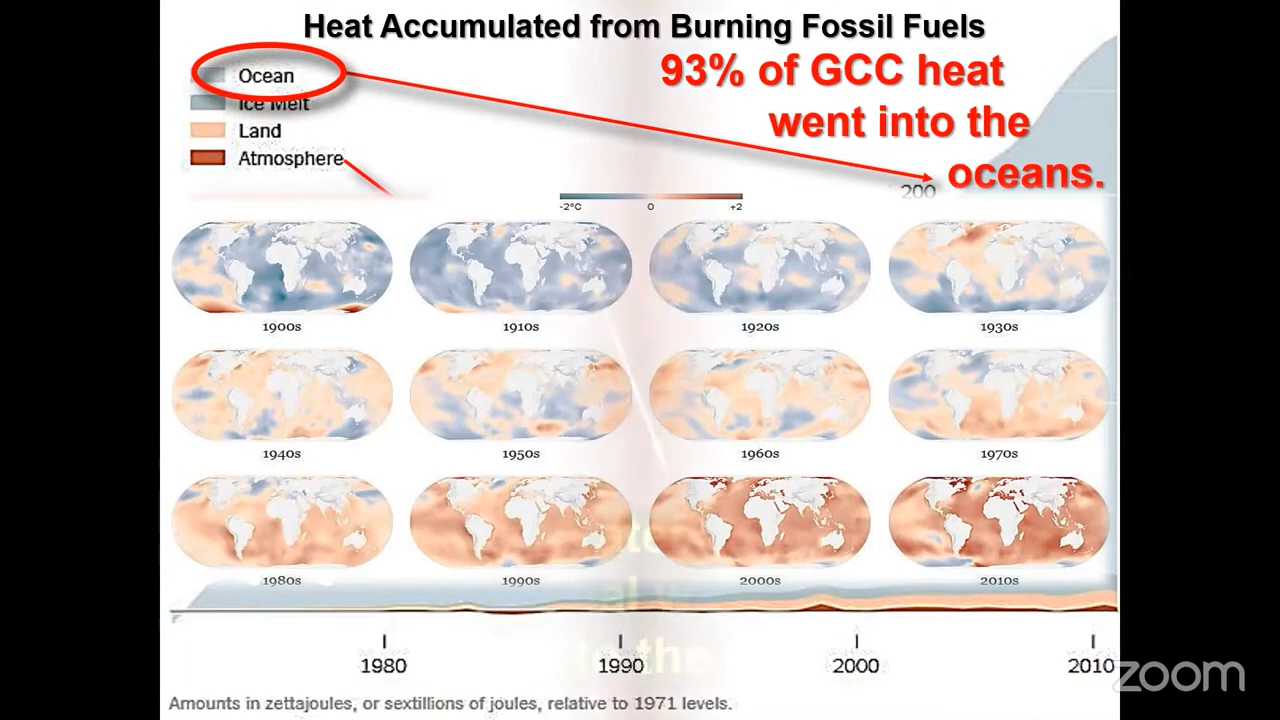 Heat Accumulated from Burning Fossil Fuels
93% of GCC heat
went into the
oceans.
Ocean
Ice Melt
Land
Atmosphere
200
-2°C 0 +2
1900s 1910s 1920s 1930s
1940s 1950s 1960s 1970s
1980s 1990s 2000s 2010s
to the
1980 1990 2000 2010
zoom
Amounts in zettajoules, or sextillions of joules, relative to 1971 levels.